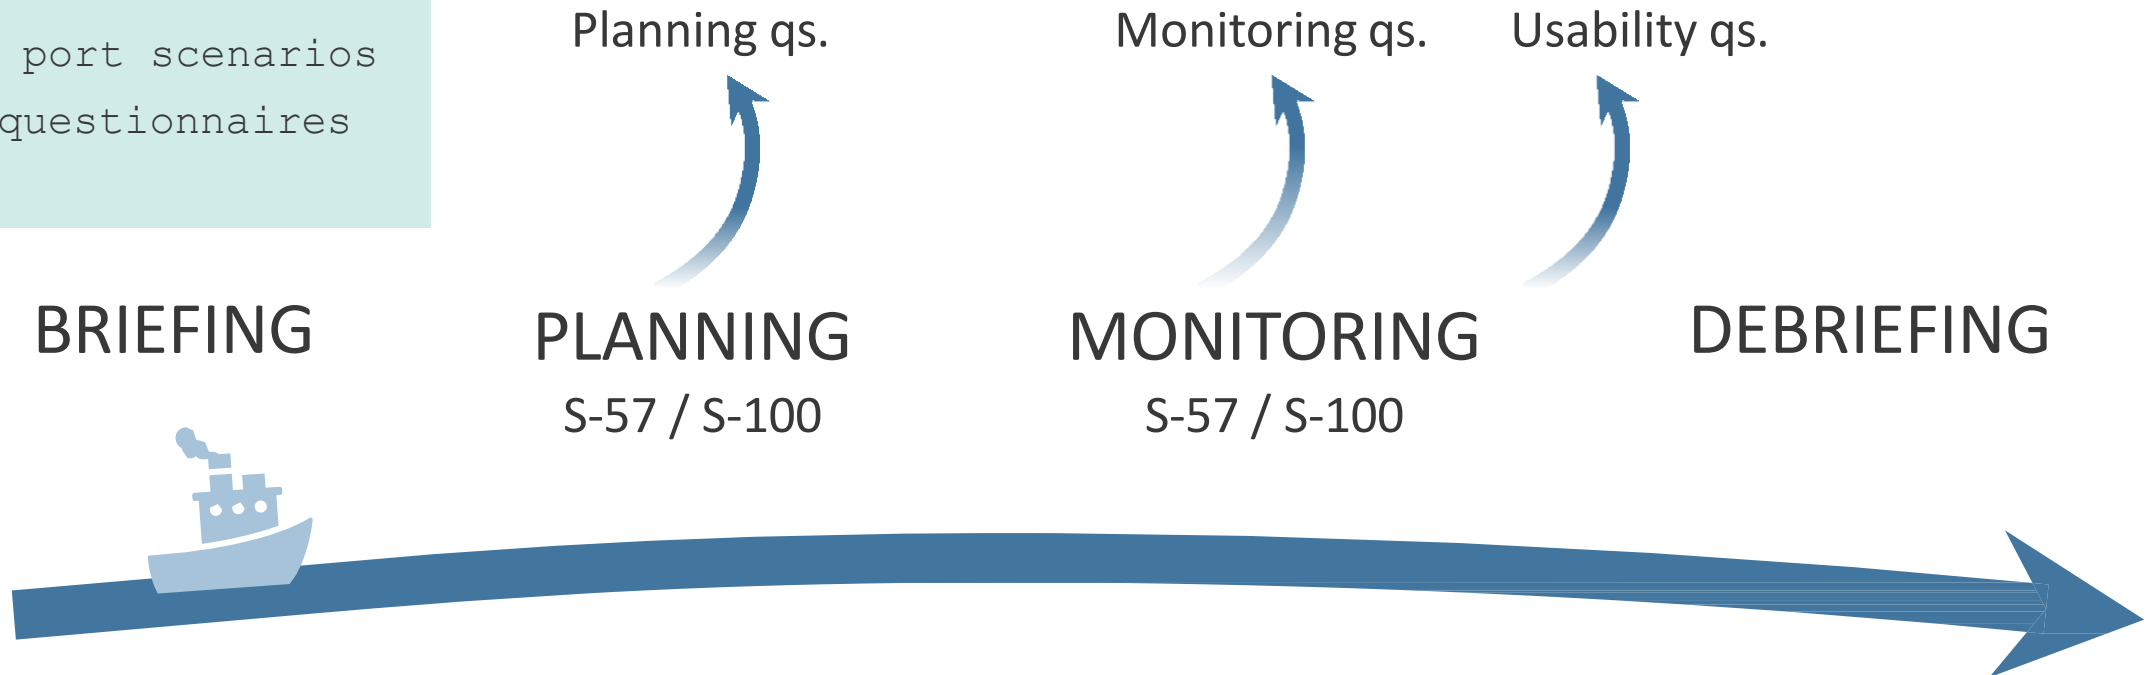 port scenarios
questionnaires
Planning qs.
Monitoring qs.
Usability qs.
BRIEFING
PLANNING
MONITORING
DEBRIEFING
S-57 / S-100
S-57 / S-100